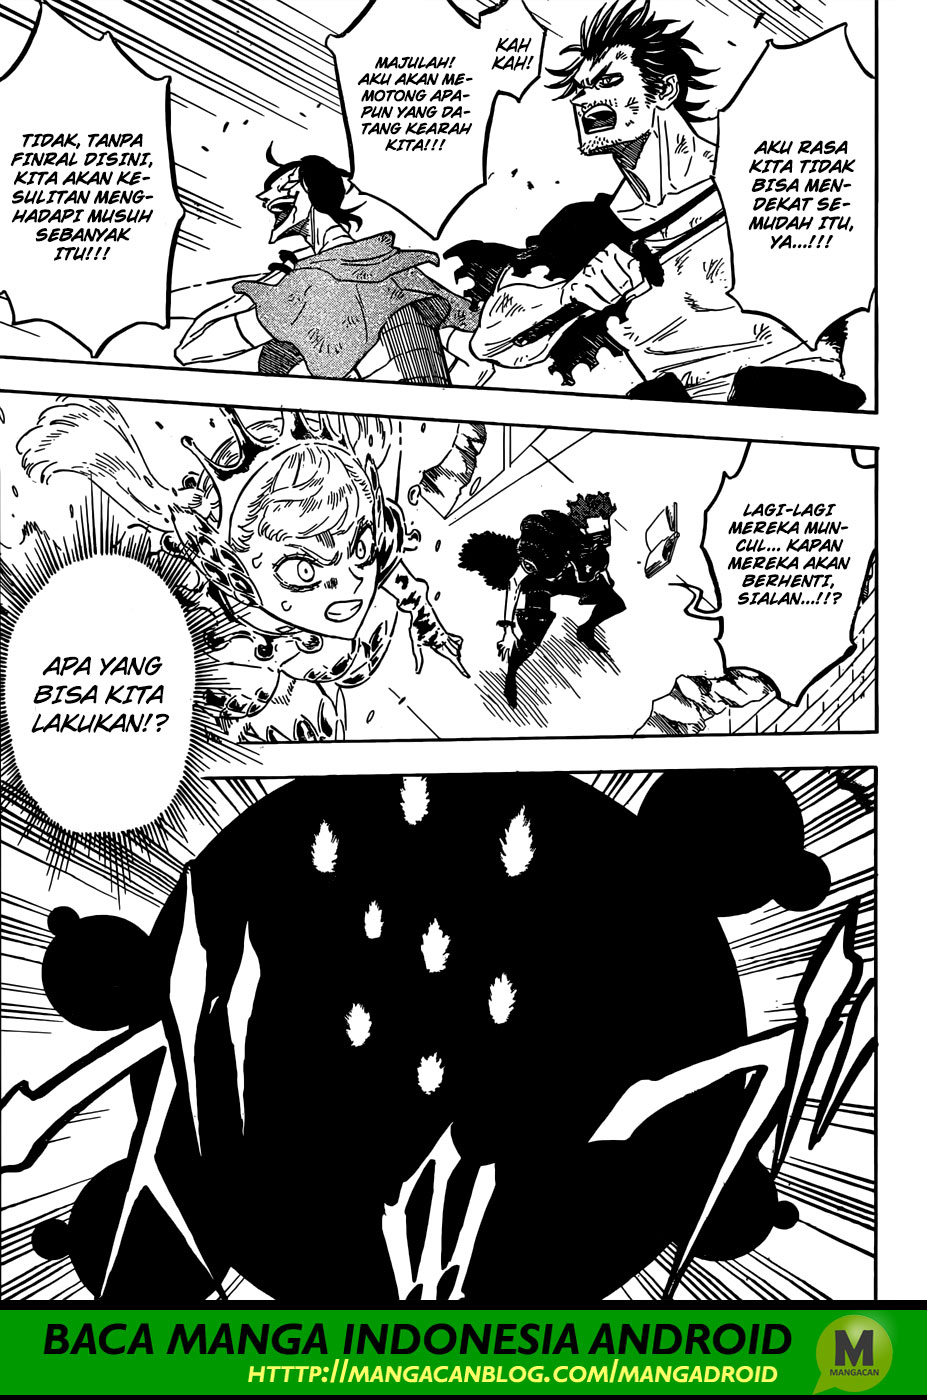 AKU RASA
KITA TIDAK
BISA MEN-
DEKAT SE-
MUDAH ITU,
YA...!!!
KAH
KAH!
MAJULAH!
AKU AKAN ME-
MOTONG APA-
PUN YANG DA-
TANG KEARAH
KITA!!!
TIDAK, TANPA
FINRAL DISINI,
KITA AKAN KE-
SULITAN MENG-
HADAPI MUSUH
SEBANYAK
ITU!!!
LAGI-LAGI
MEREKA MUN-
CUL... KAPAN
MEREKA AKAN
BERHENTI,
SIALAN...!!?
APA YANG
BISA KITA
LAKUKAN!?
BACA MANGA INDONESIA ANDROID
HTTTP://MANGACANBLOG.COM/MANGADROID
M
MANGACAN